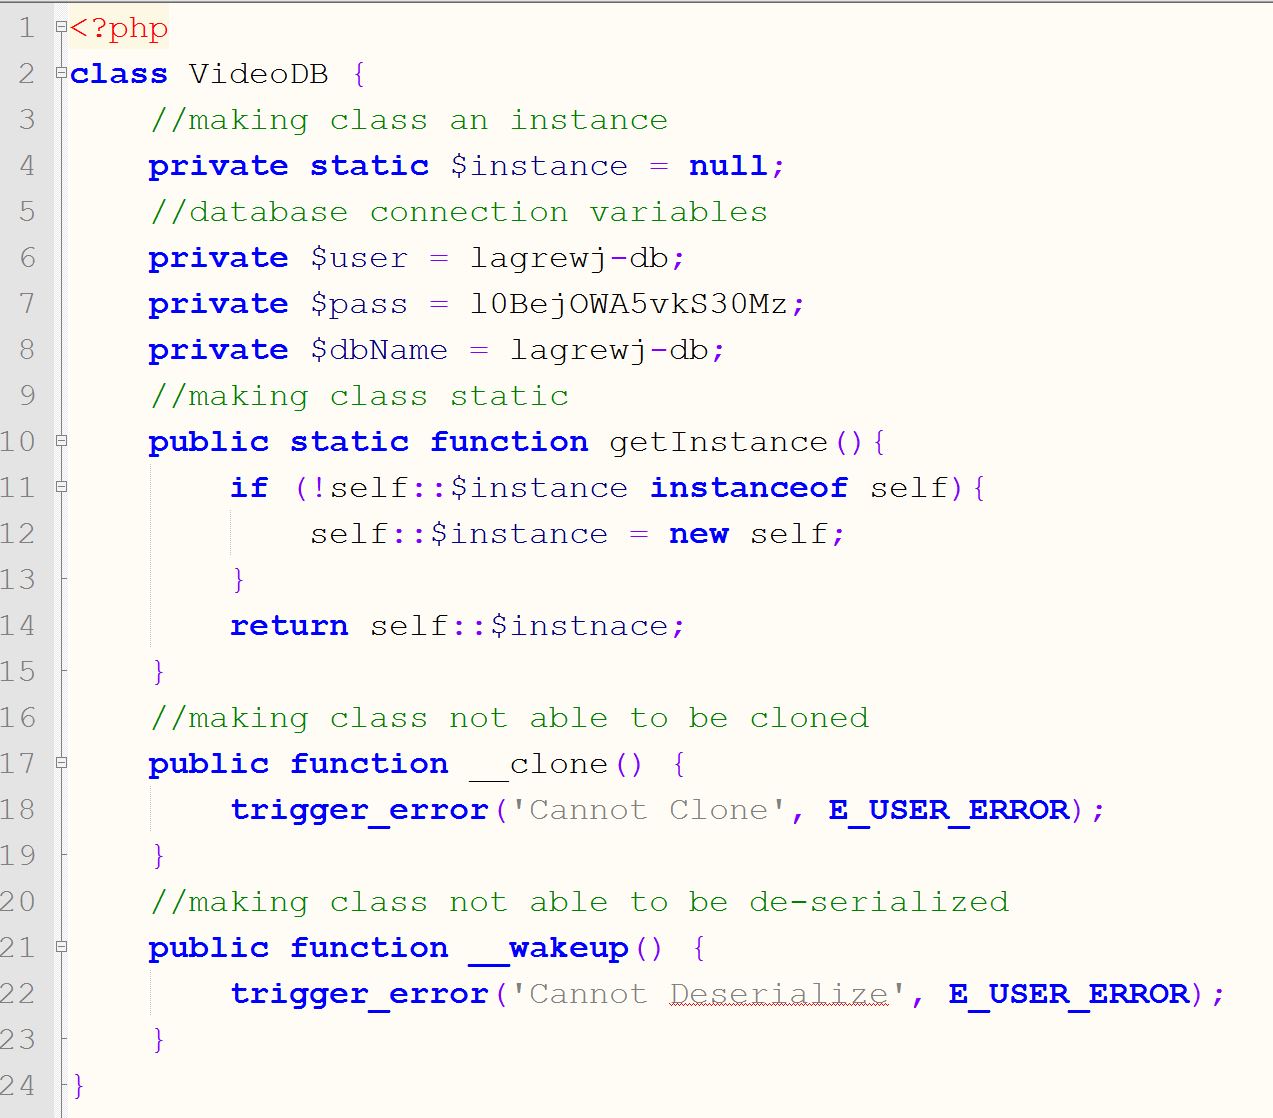 1 <?php
2 class VideoDB {
3 //making class an instance
4 private static $instance = null;
5 //database connection variables
6 private $user = lagrewj-db;
7 private $pass = l0BejOWA5vkS30Mz;
8 private $dbName = lagrewj-db;
9 //making class static
10 public static function getInstance(){
11 if (!self::$instance instanceof self){
12 self::$instance = new self;
13 }
14 return self::$instnace;
15 }
16 //making class not able to be cloned
17 public function __clone() {
18 trigger_error('Cannot Clone', E_USER_ERROR);
19 }
20 //making class not able to be de-serialized
21 public function __wakeup() {
22 trigger_error('Cannot Deserialize', E_USER_ERROR);
23 }
24 }